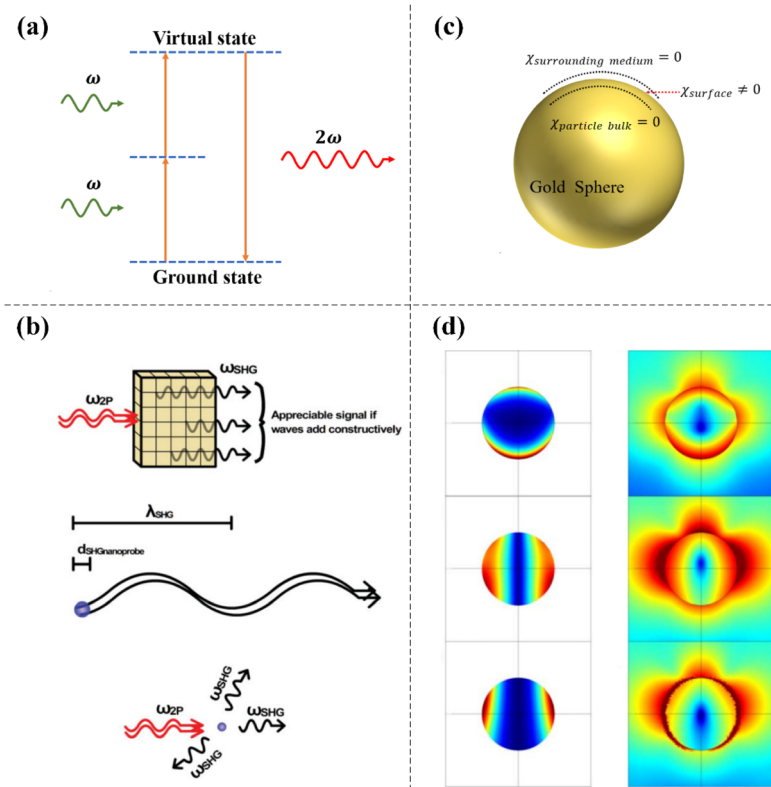 (a)
Virtual state
ω
2ω
ω
Ground state
(c)
χsurrounding medium = 0
χsurface ≠ 0
χparticle bulk = 0
Gold Sphere
(b)
ωSHG
ω2P
Appreciable signal if
waves add constructively
λSHG
dSHGnanoprobe
ωSHG
ω2P
ωSHG
ωSHG
(d)